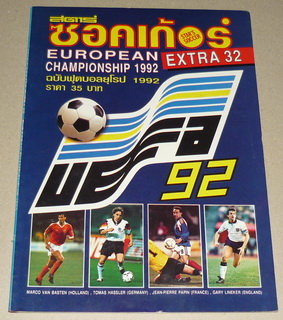 สตาร์
ซ็อคเก้อร์
STAR'S
SOCCER
EUROPEAN
CHAMPIONSHIP 1992
EXTRA 32
ฉบับฟุตบอลยุโรป 1992
ราคา 35 บาท
UEFA
92
MARCO VAN BASTEN (HOLLAND) , TOMAS HASSLER (GERMANY) , JEAN-PIERRE PAPIN (FRANCE) , GARY LINEKER (ENGLAND)